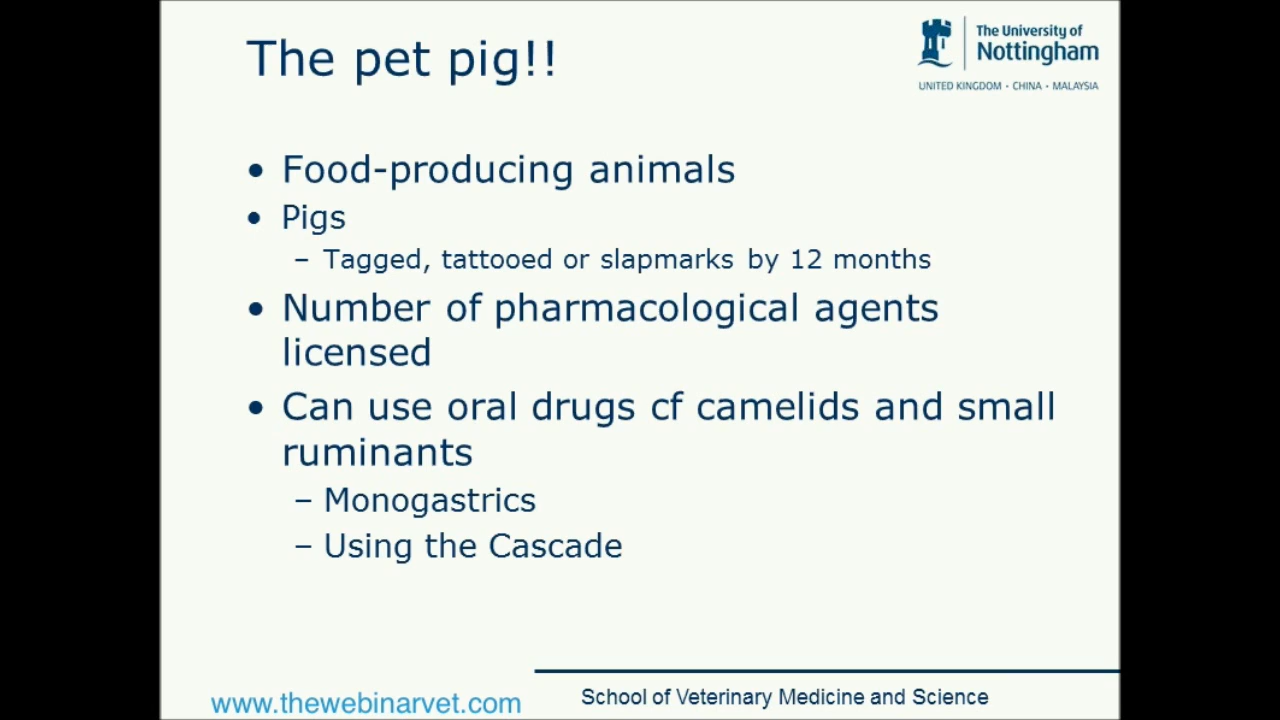 The pet pig!!
The University of
Nottingham
UNITED KINGDOM • CHINA • MALAYSIA
• Food-producing animals
• Pigs
– Tagged, tattooed or slapmarks by 12 months
• Number of pharmacological agents
licensed
• Can use oral drugs cf camelids and small
ruminants
– Monogastrics
– Using the Cascade
www.thewebinarvet.com
School of Veterinary Medicine and Science